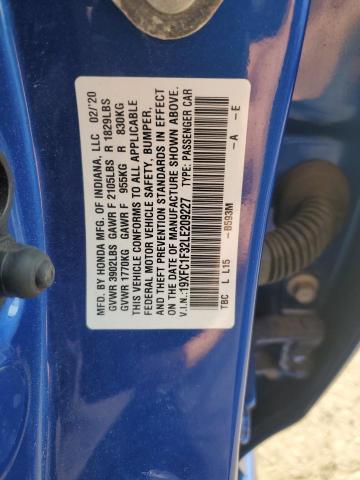 MFD. BY HONDA MFG. OF INDIANA, LLC 02/'20
GVWR 3902LBS GAWR F 2105LBS R 1829LBS
GVWR 1770KG GAWR F 955KG R 830KG
THIS VEHICLE CONFORMS TO ALL APPLICABLE
FEDERAL MOTOR VEHICLE SAFETY, BUMPER,
AND THEFT PREVENTION STANDARDS IN EFFECT
ON THE DATE OF MANUFACTURE SHOWN ABOVE.
V.I.N.:19XFC1F32LE209227 TYPE: PASSENGER CAR
TBC L L15 -B593M -A -E